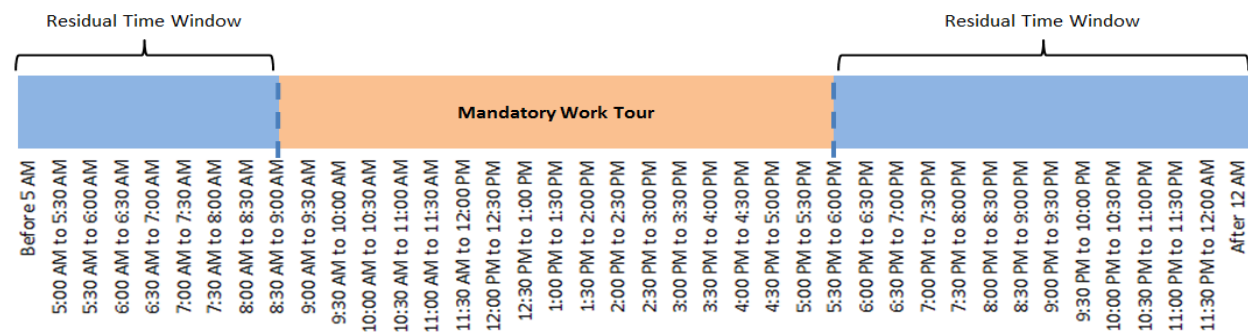 Residual Time Window
Residual Time Window
Mandatory Work Tour
Before 5 AM
5:00 AM to 5:30 AM
5:30 AM to 6:00 AM
6:00 AM to 6:30 AM
6:30 AM to 7:00 AM
7:00 AM to 7:30 AM
7:30 AM to 8:00 AM
8:00 AM to 8:30 AM
8:30 AM to 9:00 AM
9:00 AM to 9:30 AM
9:30 AM to 10:00 AM
10:00 AM to 10:30 AM
10:30 AM to 11:00 AM
11:00 AM to 11:30 AM
11:30 AM to 12:00 PM
12:00 PM to 12:30 PM
12:30 PM to 1:00 PM
1:00 PM to 1:30 PM
1:30 PM to 2:00 PM
2:00 PM to 2:30 PM
2:30 PM to 3:00 PM
3:00 PM to 3:30 PM
3:30 PM to 4:00 PM
4:00 PM to 4:30 PM
4:30 PM to 5:00 PM
5:00 PM to 5:30 PM
5:30 PM to 6:00 PM
6:00 PM to 6:30 PM
6:30 PM to 7:00 PM
7:00 PM to 7:30 PM
7:30 PM to 8:00 PM
8:00 PM to 8:30 PM
8:30 PM to 9:00 PM
9:00 PM to 9:30 PM
9:30 PM to 10:00 PM
10:00 PM to 10:30 PM
10:30 PM to 11:00 PM
11:00 PM to 11:30 PM
11:30 PM to 12:00 AM
After 12 AM